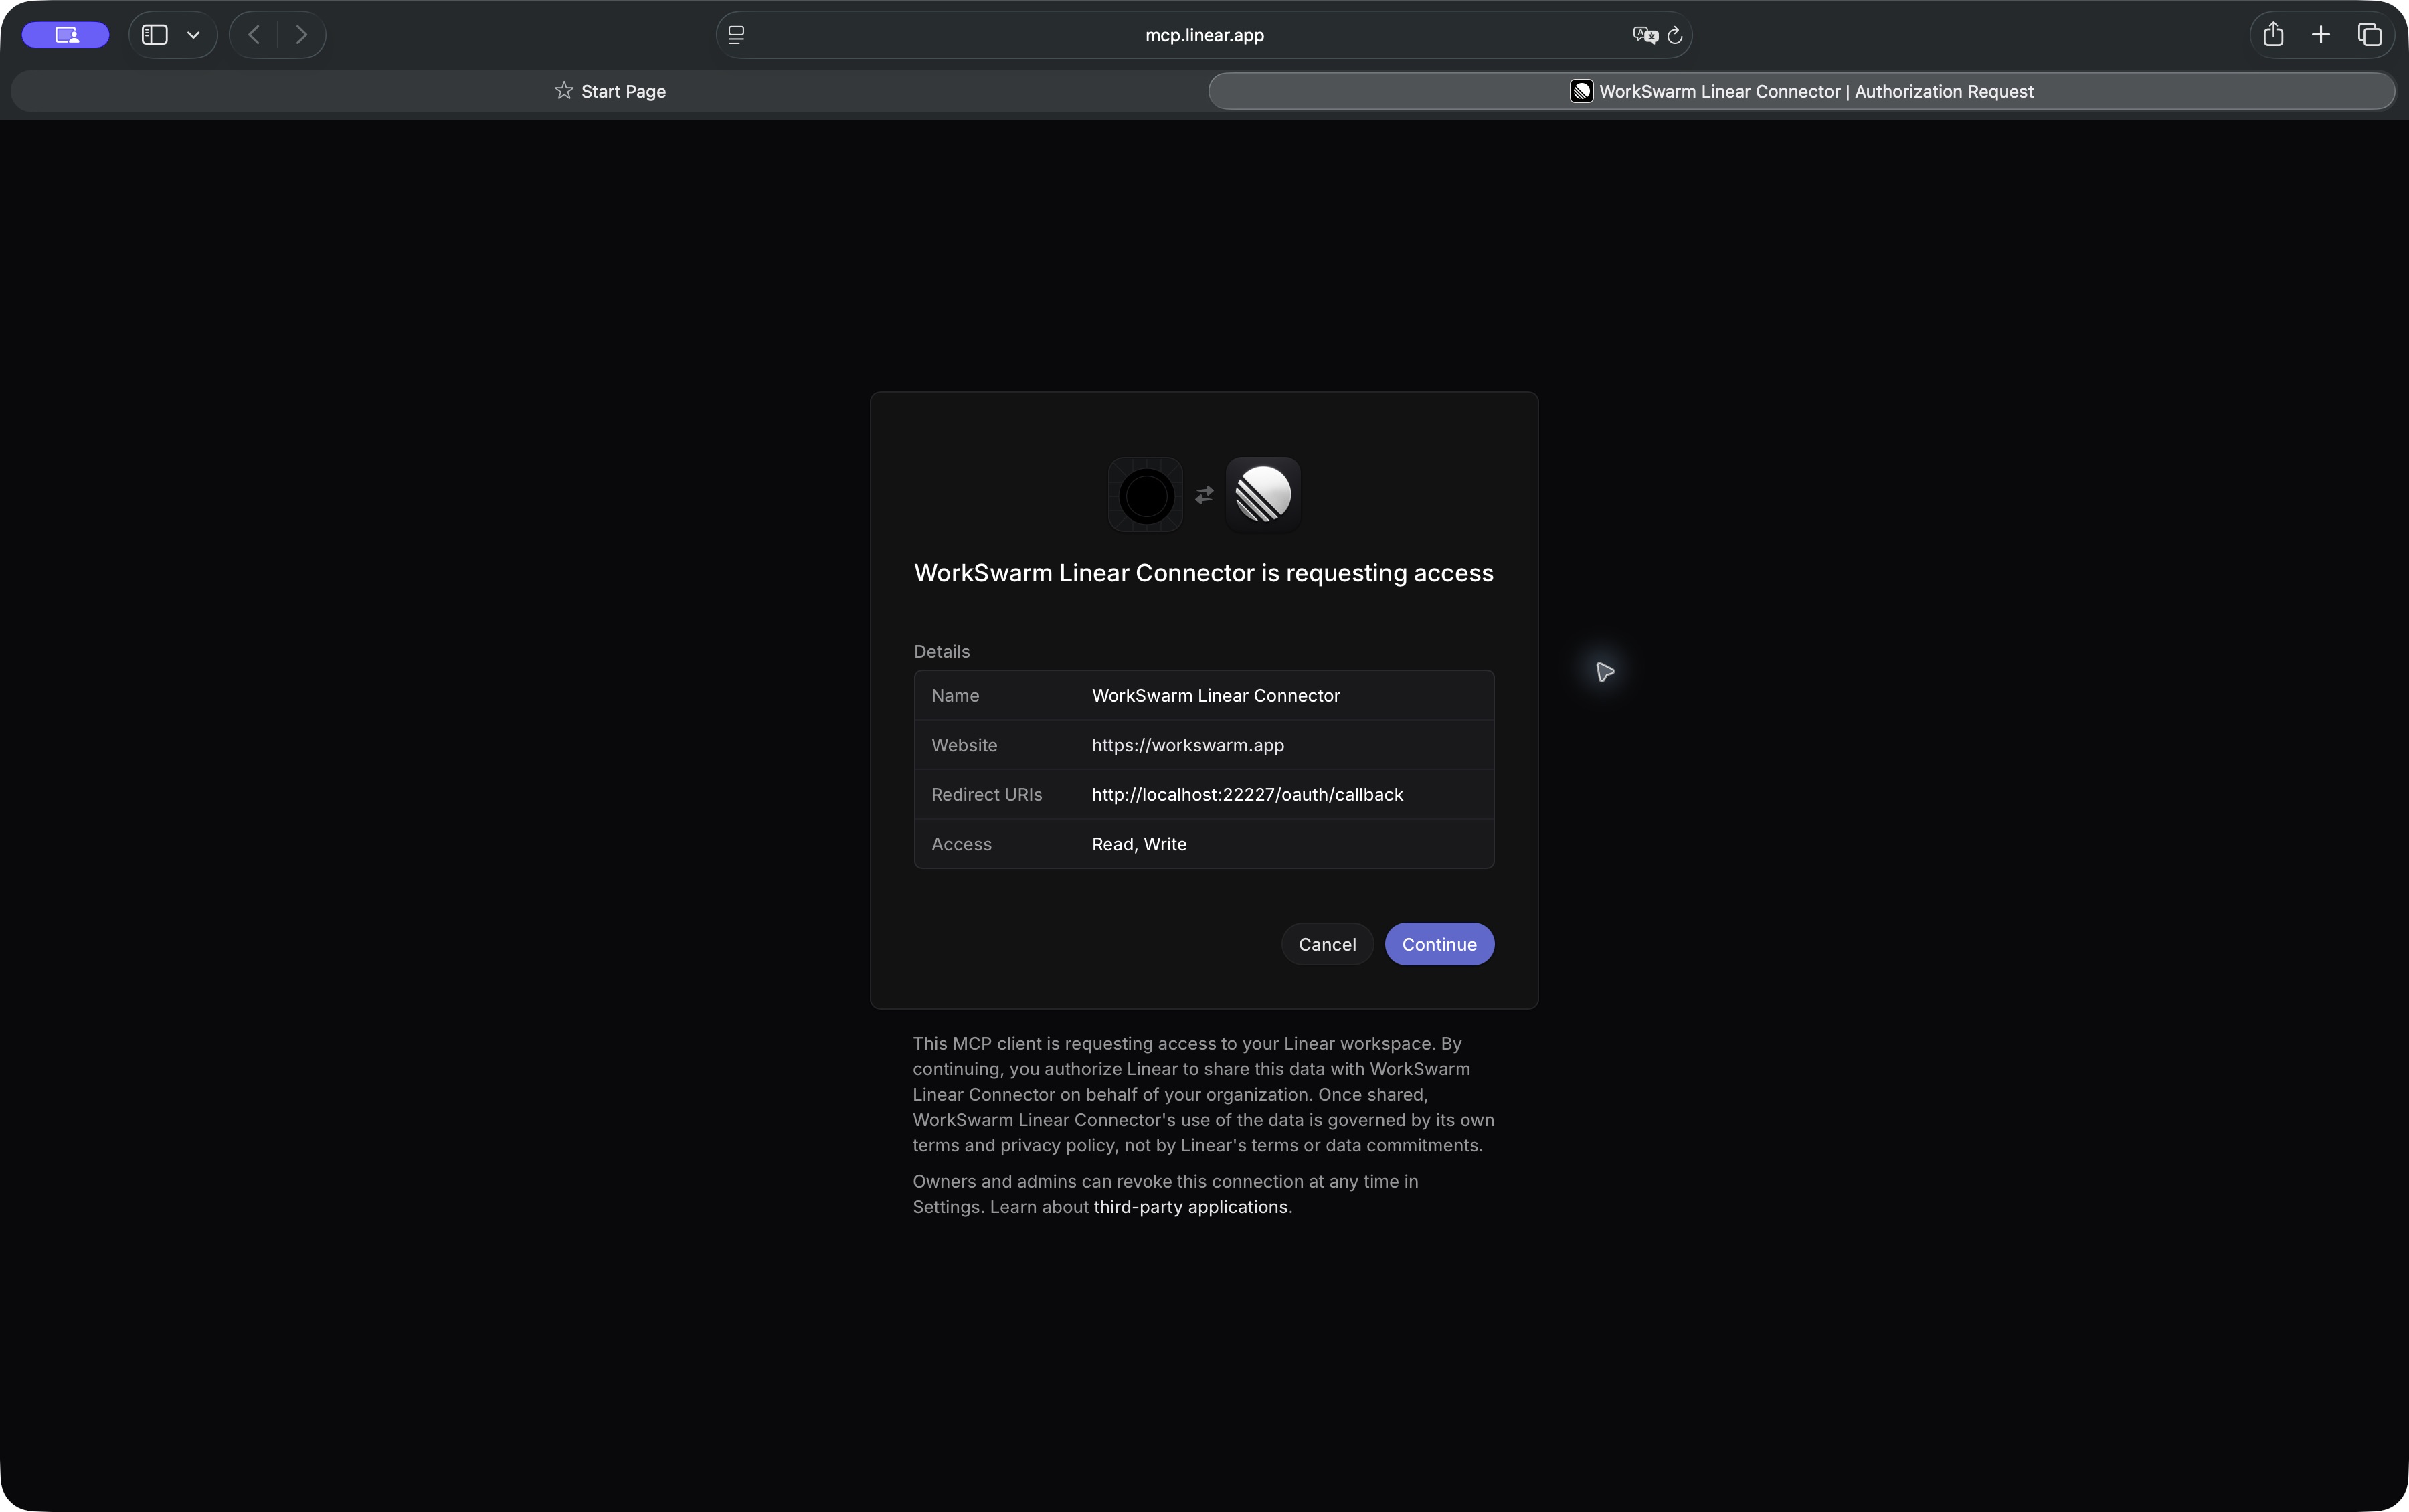 mcp.linear.app
Start Page
WorkSwarm Linear Connector | Authorization Request
WorkSwarm Linear Connector is requesting access
Details
Name WorkSwarm Linear Connector
Website https://workswarm.app
Redirect URIs http://localhost:22227/oauth/callback
Access Read, Write
Cancel Continue
This MCP client is requesting access to your Linear workspace. By
continuing, you authorize Linear to share this data with WorkSwarm
Linear Connector on behalf of your organization. Once shared,
WorkSwarm Linear Connector's use of the data is governed by its own
terms and privacy policy, not by Linear's terms or data commitments.
Owners and admins can revoke this connection at any time in
Settings. Learn about third-party applications.